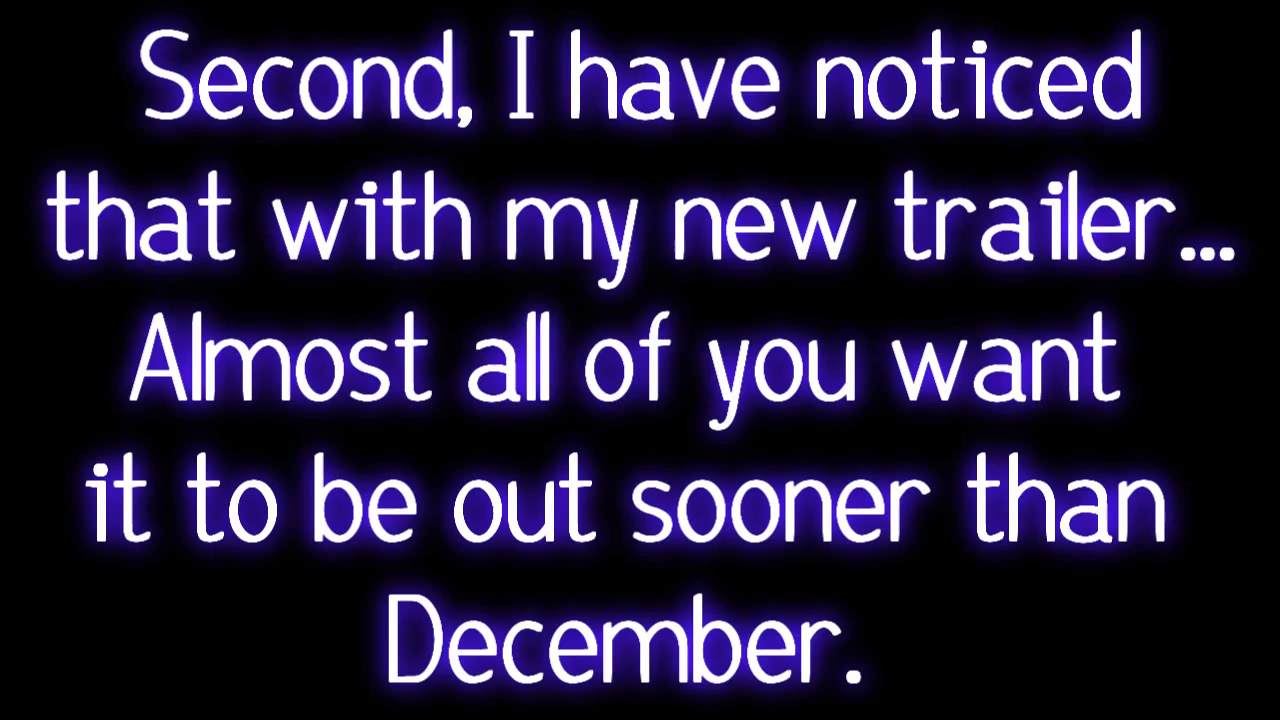 Second, I have noticed
that with my new trailer...
Almost all of you want
it to be out sooner than
December.